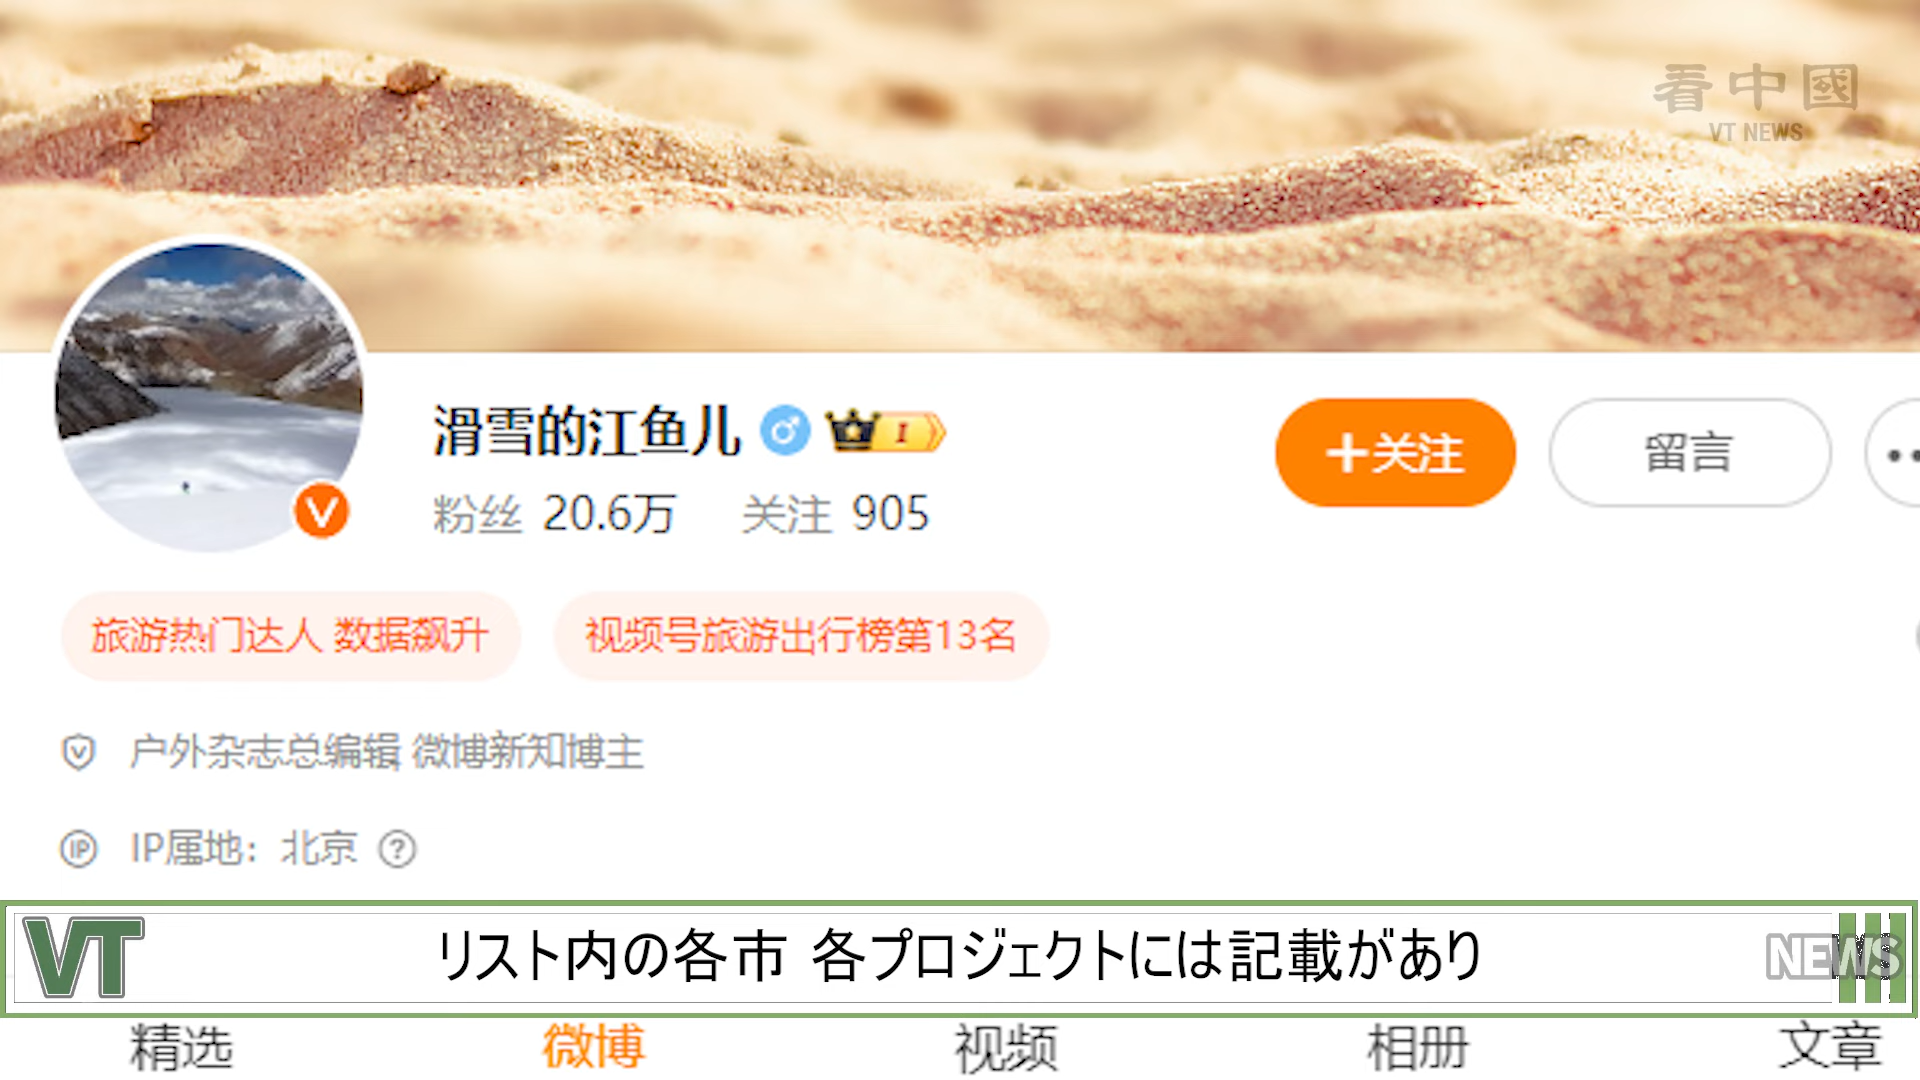 看中國
VT NEWS
滑雪的江鱼儿 I
粉丝 20.6万 关注 905
+关注 留言
旅游热门达人 数据飙升 视频号旅游出行榜第13名
户外杂志总编辑 微博新知博主
IP IP属地：北京 ?
VT リスト内の各市 各プロジェクトには記載があり NEWS
精选 微博 视频 相册 文章